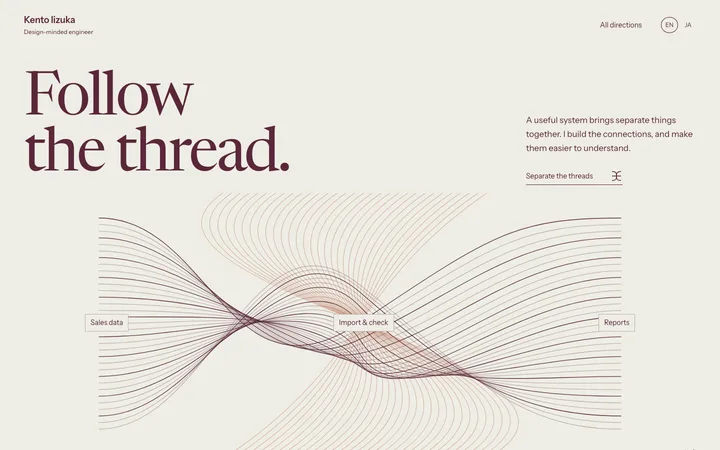 Kento Iizuka
Design-minded engineer
All directions
EN
JA
Follow
the thread.
A useful system brings separate things
together. I build the connections, and make
them easier to understand.
Separate the threads
Sales data
Import & check
Reports